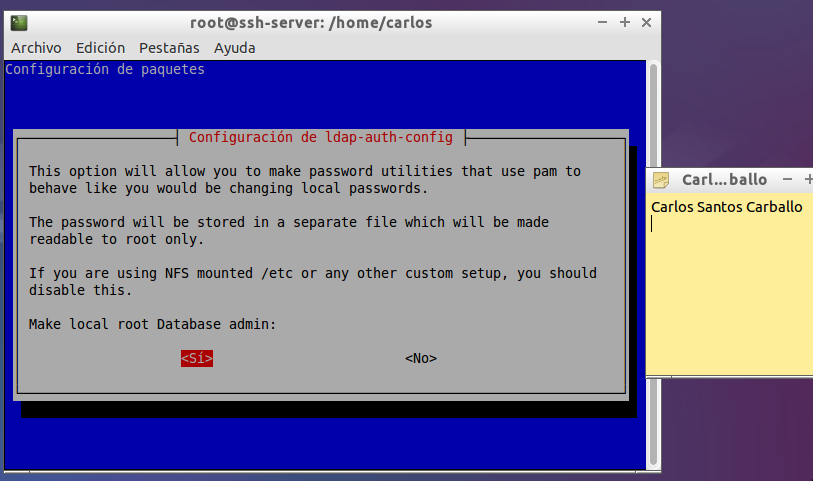 root@ssh-server: /home/carlos
Archivo Edición Pestañas Ayuda
Configuración de paquetes
Configuración de ldap-auth-config
This option will allow you to make password utilities that use pam to
behave like you would be changing local passwords.
The password will be stored in a separate file which will be made
readable to root only.
If you are using NFS mounted /etc or any other custom setup, you should
disable this.
Make local root Database admin:
<Sí> <No>
Carl...ballo
Carlos Santos Carballo